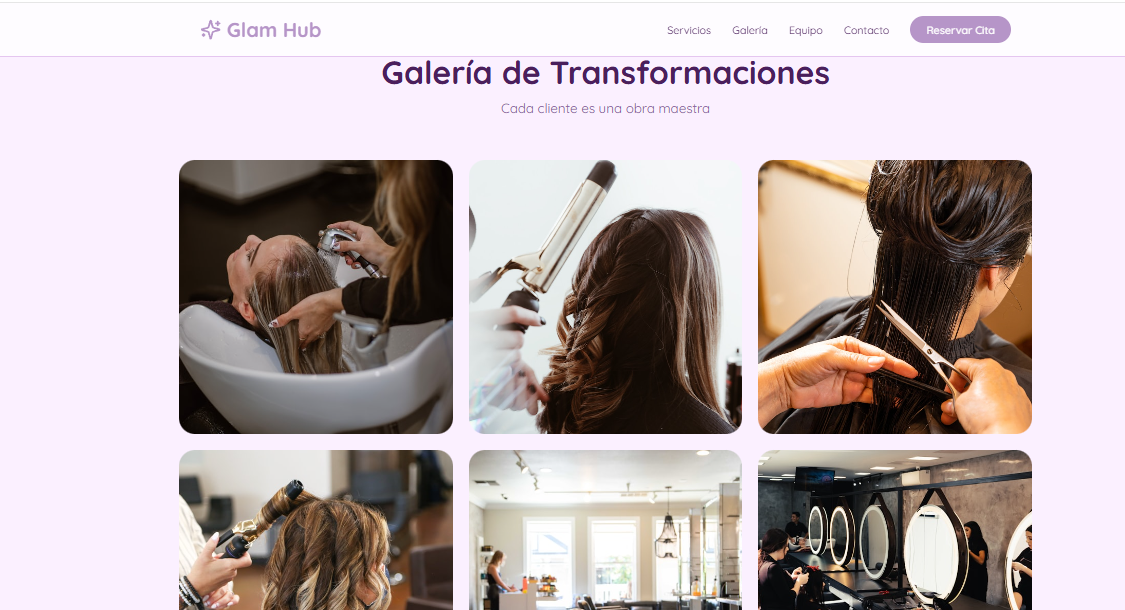 Glam Hub
Servicios Galería Equipo Contacto Reservar Cita
Galería de Transformaciones
Cada cliente es una obra maestra